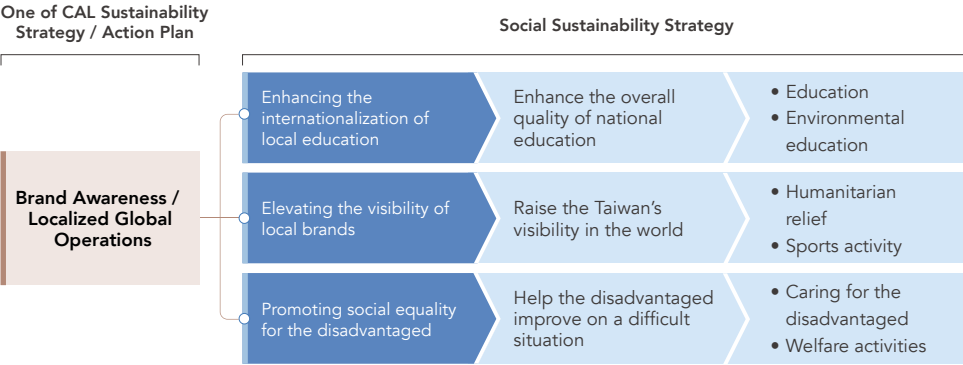 One of CAL Sustainability
Strategy / Action Plan
Social Sustainability Strategy
Brand Awareness /
Localized Global
Operations
Enhancing the
internationalization of
local education
Enhance the overall
quality of national
education
• Education
• Environmental
education
Elevating the visibility of
local brands
Raise the Taiwan's
visibility in the world
• Humanitarian
relief
• Sports activity
Promoting social equality
for the disadvantaged
Help the disadvantaged
improve on a difficult
situation
• Caring for the
disadvantaged
• Welfare activities